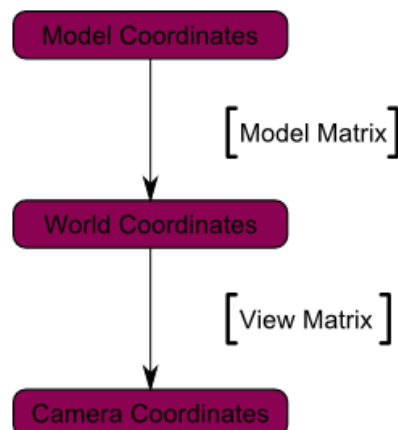 Model Coordinates
[Model Matrix]
World Coordinates
[View Matrix]
Camera Coordinates